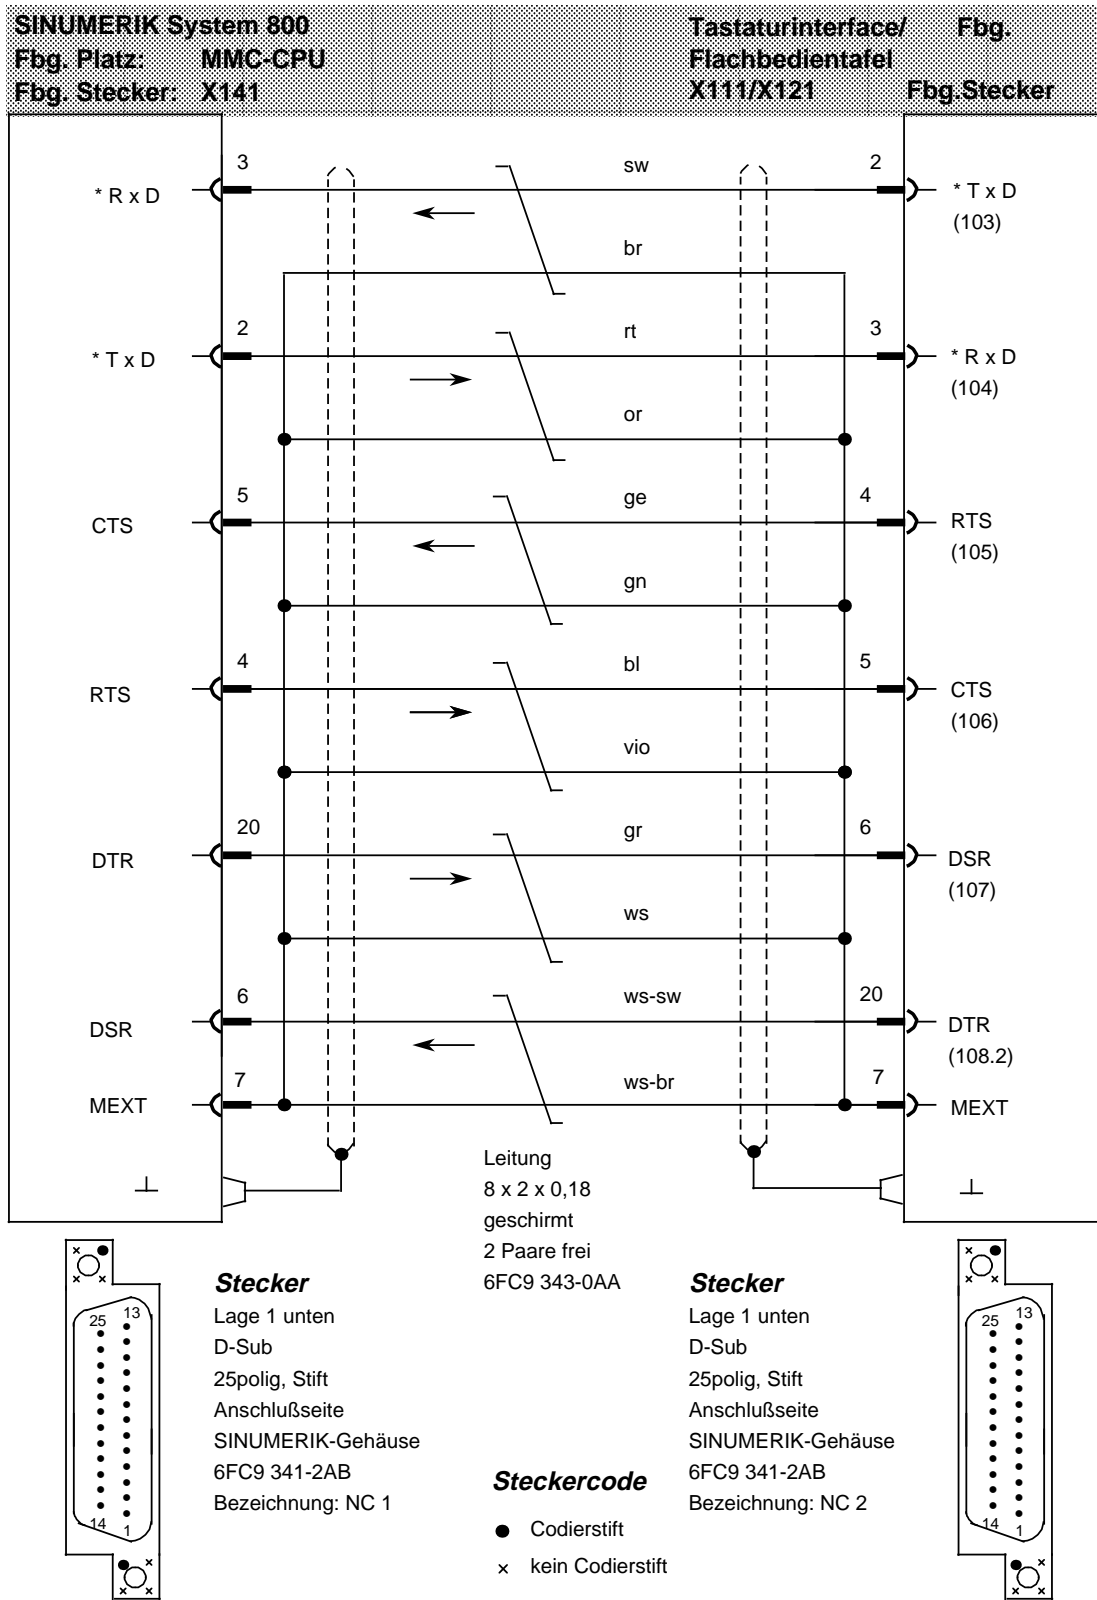 SINUMERIK System 800 Tastaturinterface/ Fbg.
Fbg. Platz: MMC-CPU Flachbedientafel
Fbg. Stecker: X141 X111/X121 Fbg.Stecker
3 sw 2
* R x D * T x D
(103)
br
2 rt 3
* T x D * R x D
(104)
or
5 ge 4
CTS RTS
(105)
gn
4 bl 5
RTS CTS
(106)
vio
20 gr 6
DTR DSR
(107)
ws
6 ws-sw 20
DSR DTR
(108.2)
7 ws-br 7
MEXT MEXT
Leitung
8 x 2 x 0,18
geschirmt
2 Paare frei
6FC9 343-0AA
25 13
14 1
Stecker
Lage 1 unten
D-Sub
25polig, Stift
Anschlußseite
SINUMERIK-Gehäuse
6FC9 341-2AB
Bezeichnung: NC 1
Steckercode
● Codierstift
× kein Codierstift
Stecker
Lage 1 unten
D-Sub
25polig, Stift
Anschlußseite
SINUMERIK-Gehäuse
6FC9 341-2AB
Bezeichnung: NC 2
25 13
14 1